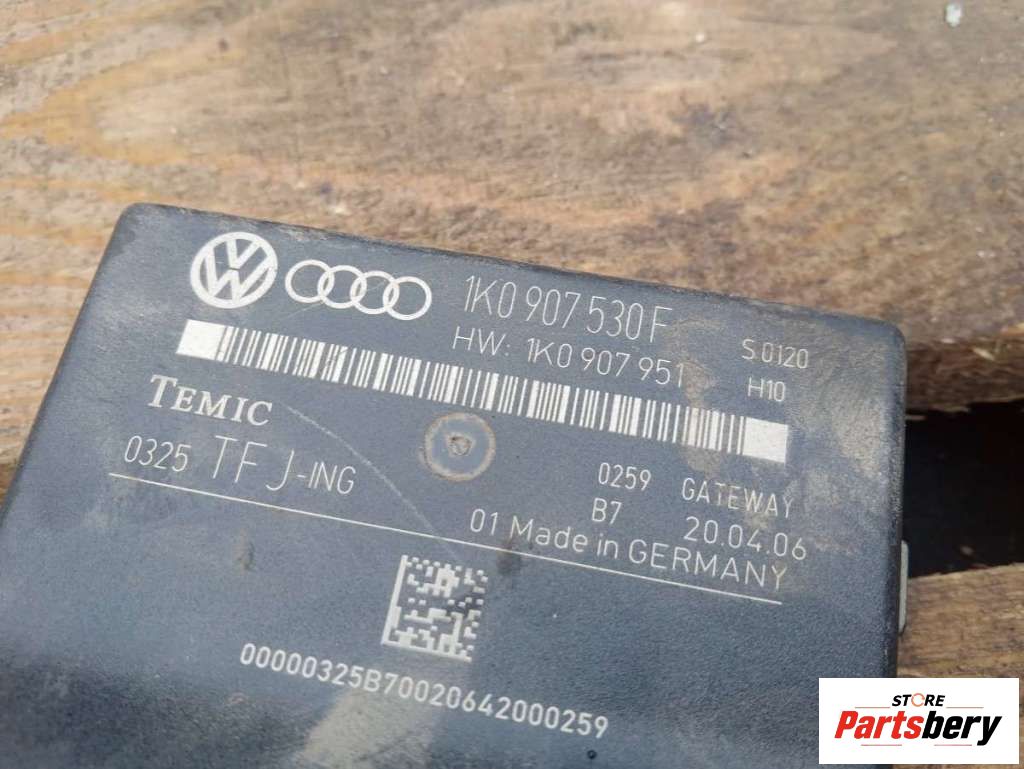 1K0 907 530 F
HW: 1K0 907 951
S 0120
H10
TEMIC
0325 TFJ-ING
0259 GATEWAY
B7 20.04.06
01 Made in GERMANY
00000325B70020642000259
STORE
Partsbery